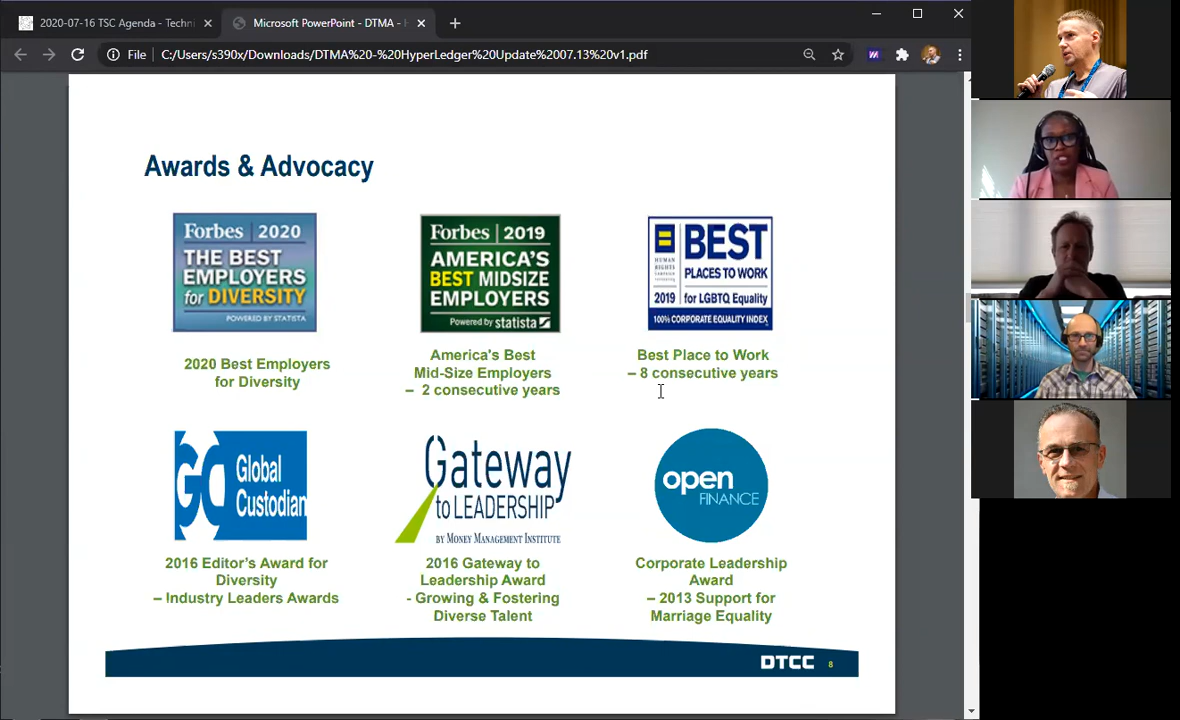 2020-07-16 TSC Agenda - Techni
Microsoft PowerPoint - DTMA - H
File
C:/Users/s390x/Downloads/DTMA%20-%20HyperLedger%20Update%2007.13%20v1.pdf
Awards & Advocacy
Forbes 2020
THE BEST
EMPLOYERS
for DIVERSITY
POWERED BY STATISTA
Forbes 2019
AMERICA'S
BEST MIDSIZE
EMPLOYERS
Powered by statista
HUMAN
RIGHTS
CAMPAIGN
BEST
PLACES TO WORK
2019 for LGBTQ Equality
100% CORPORATE EQUALITY INDEX
2020 Best Employers
for Diversity
America's Best
Mid-Size Employers
– 2 consecutive years
Best Place to Work
– 8 consecutive years
GC
Global
Custodian
Gateway
to LEADERSHIP
BY MONEY MANAGEMENT INSTITUTE
open
FINANCE
2016 Editor's Award for
Diversity
– Industry Leaders Awards
2016 Gateway to
Leadership Award
- Growing & Fostering
Diverse Talent
Corporate Leadership
Award
– 2013 Support for
Marriage Equality
DTCC
8